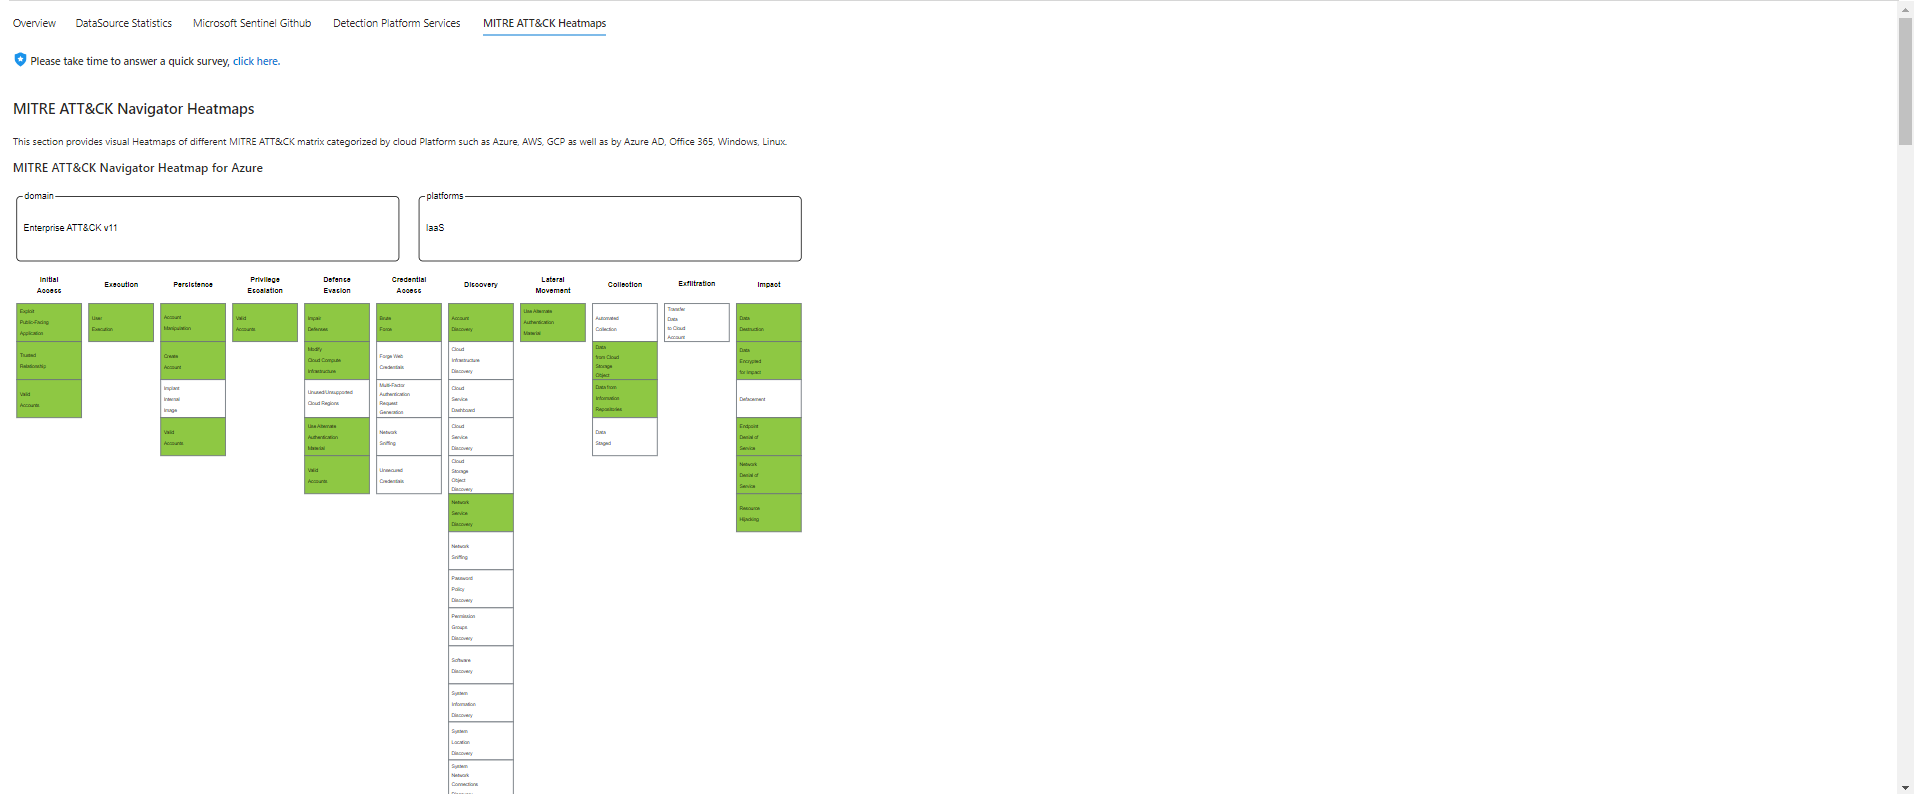 Overview DataSource Statistics Microsoft Sentinel Github Detection Platform Services MITRE ATT&CK Heatmaps
Please take time to answer a quick survey, click here.
MITRE ATT&CK Navigator Heatmaps
This section provides visual Heatmaps of different MITRE ATT&CK matrix categorized by cloud Platform such as Azure, AWS, GCP as well as by Azure AD, Office 365, Windows, Linux.
MITRE ATT&CK Navigator Heatmap for Azure
domain
Enterprise ATT&CK v11
platforms
IaaS
Initial
Access
Exploit
Public-Facing
Application
Trusted
Relationship
Valid
Accounts
Execution
User
Execution
Persistence
Account
Manipulation
Create
Account
Implant
Internal
Image
Valid
Accounts
Privilege
Escalation
Valid
Accounts
Defense
Evasion
Impair
Defenses
Modify
Cloud Compute
Infrastructure
Unused/Unsupported
Cloud Regions
Use Alternate
Authentication
Material
Valid
Accounts
Credential
Access
Brute
Force
Forge Web
Credentials
Multi-Factor
Authentication
Request
Generation
Network
Sniffing
Unsecured
Credentials
Discovery
Account
Discovery
Cloud
Infrastructure
Discovery
Cloud
Service
Dashboard
Cloud
Service
Discovery
Cloud
Storage
Object
Discovery
Network
Service
Discovery
Network
Sniffing
Password
Policy
Discovery
Permission
Groups
Discovery
Software
Discovery
System
Information
Discovery
System
Location
Discovery
System
Network
Connections
Lateral
Movement
Use Alternate
Authentication
Material
Collection
Automated
Collection
Data
from Cloud
Storage
Object
Data from
Information
Repositories
Data
Staged
Exfiltration
Transfer
Data
to Cloud
Account
Impact
Data
Destruction
Data
Encrypted
for Impact
Defacement
Endpoint
Denial of
Service
Network
Denial of
Service
Resource
Hijacking